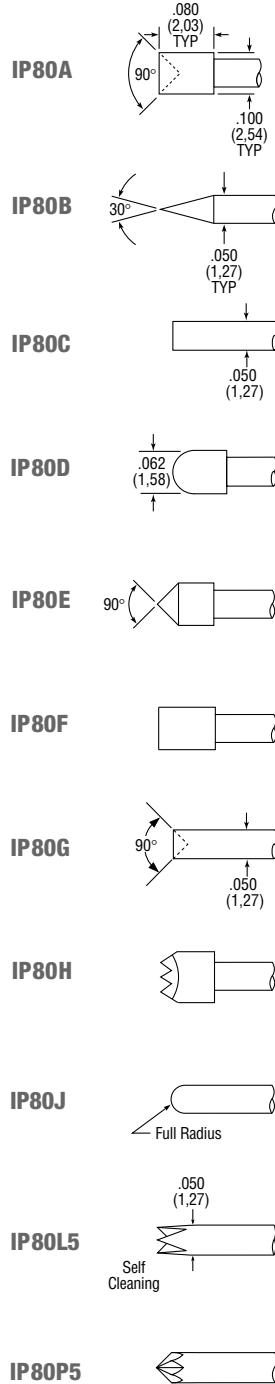 .080
(2,03)
TYP
IP80A
90°
.100
(2,54)
TYP
IP80B
30°
.050
(1,27)
TYP
IP80C
.050
(1,27)
IP80D
.062
(1,58)
IP80E
90°
IP80F
IP80G
90°
.050
(1,27)
IP80H
IP80J
Full Radius
.050
(1,27)
IP80L5
Self
Cleaning
IP80P5